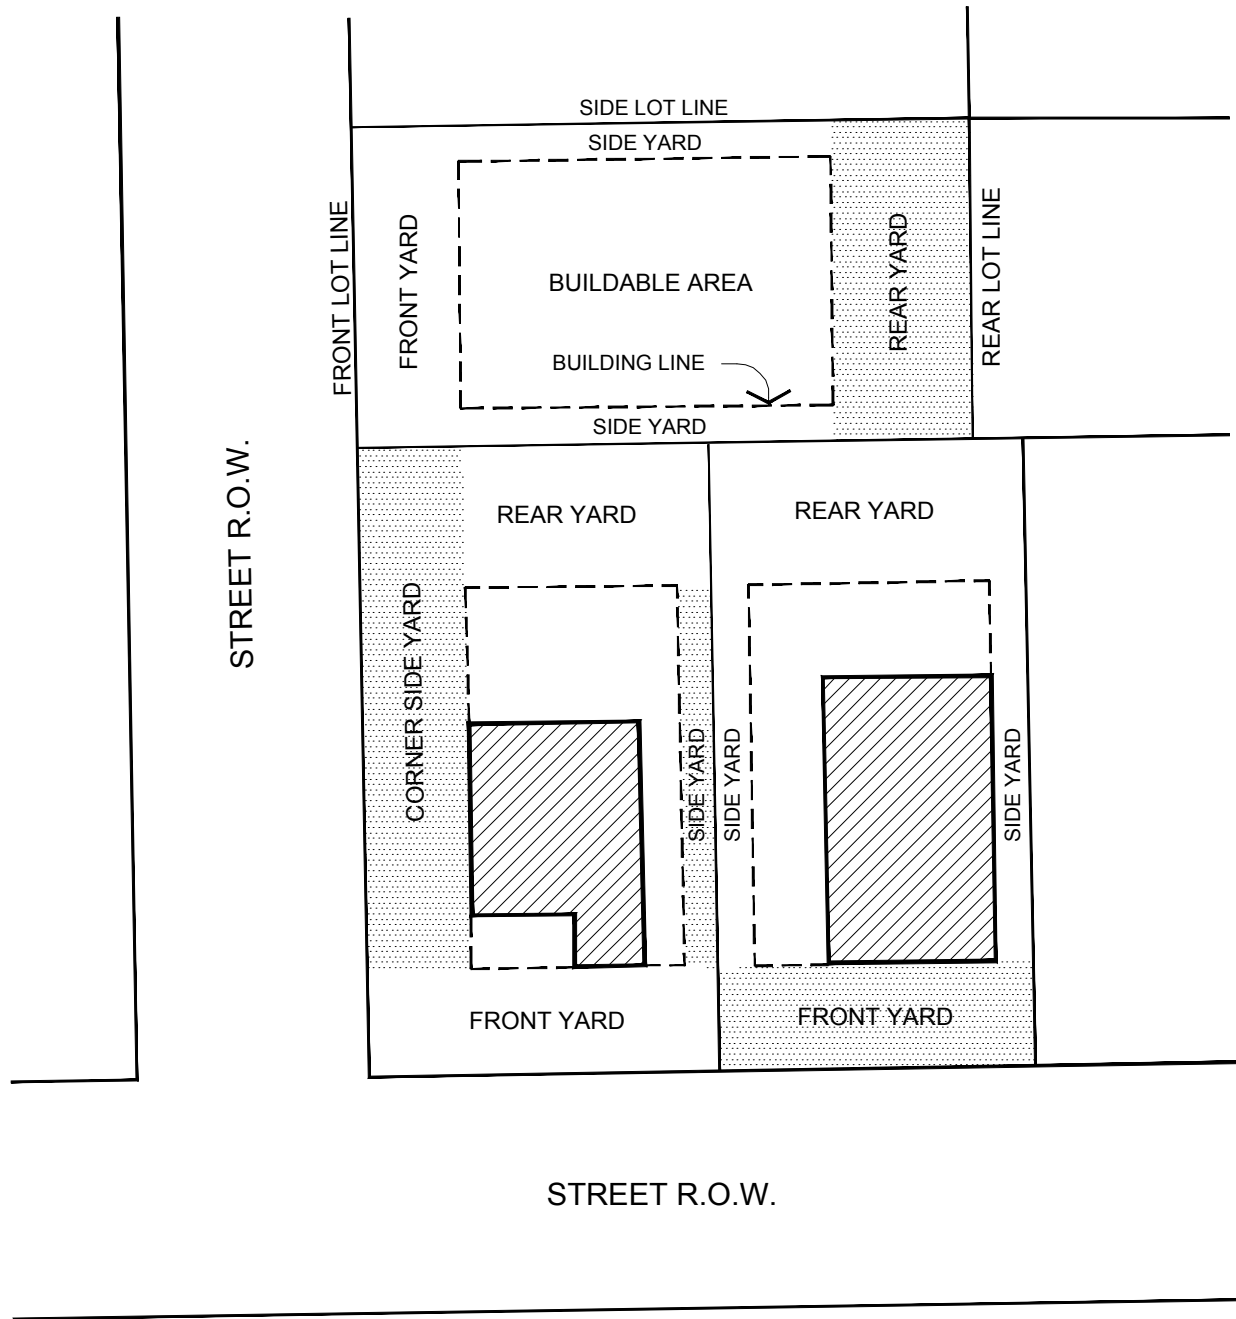 SIDE LOT LINE
SIDE YARD
FRONT LOT LINE
FRONT YARD
BUILDABLE AREA
REAR YARD
REAR LOT LINE
BUILDING LINE
SIDE YARD
STREET R.O.W.
REAR YARD
REAR YARD
CORNER SIDE YARD
SIDE YARD
SIDE YARD
SIDE YARD
FRONT YARD
FRONT YARD
STREET R.O.W.